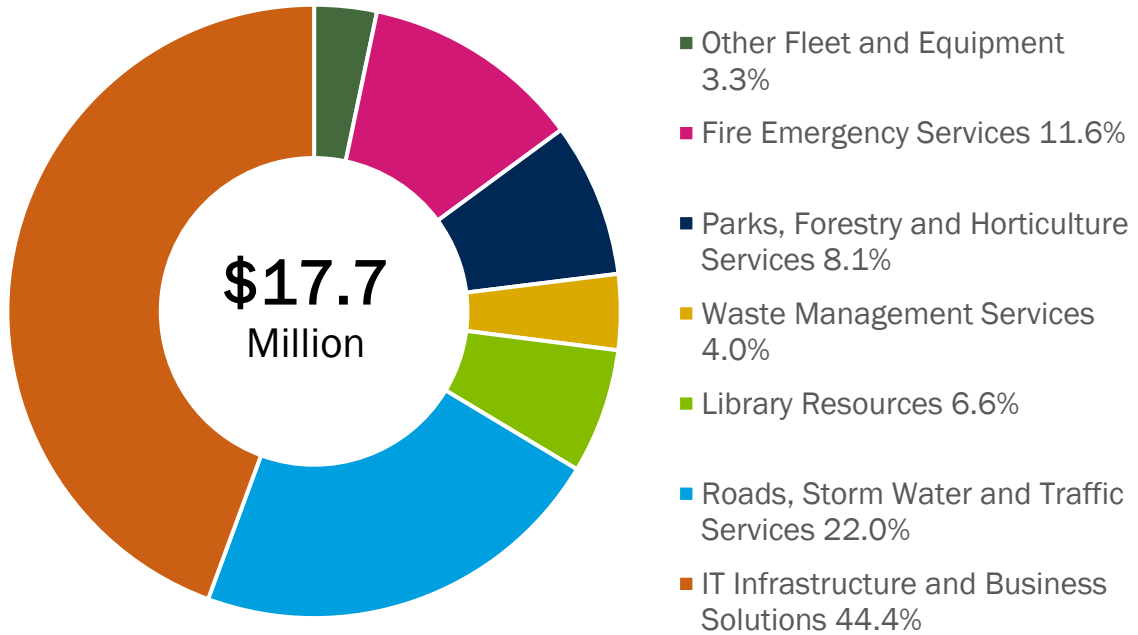 $17.7
Million
Other Fleet and Equipment
3.3%
Fire Emergency Services 11.6%
Parks, Forestry and Horticulture
Services 8.1%
Waste Management Services
4.0%
Library Resources 6.6%
Roads, Storm Water and Traffic
Services 22.0%
IT Infrastructure and Business
Solutions 44.4%